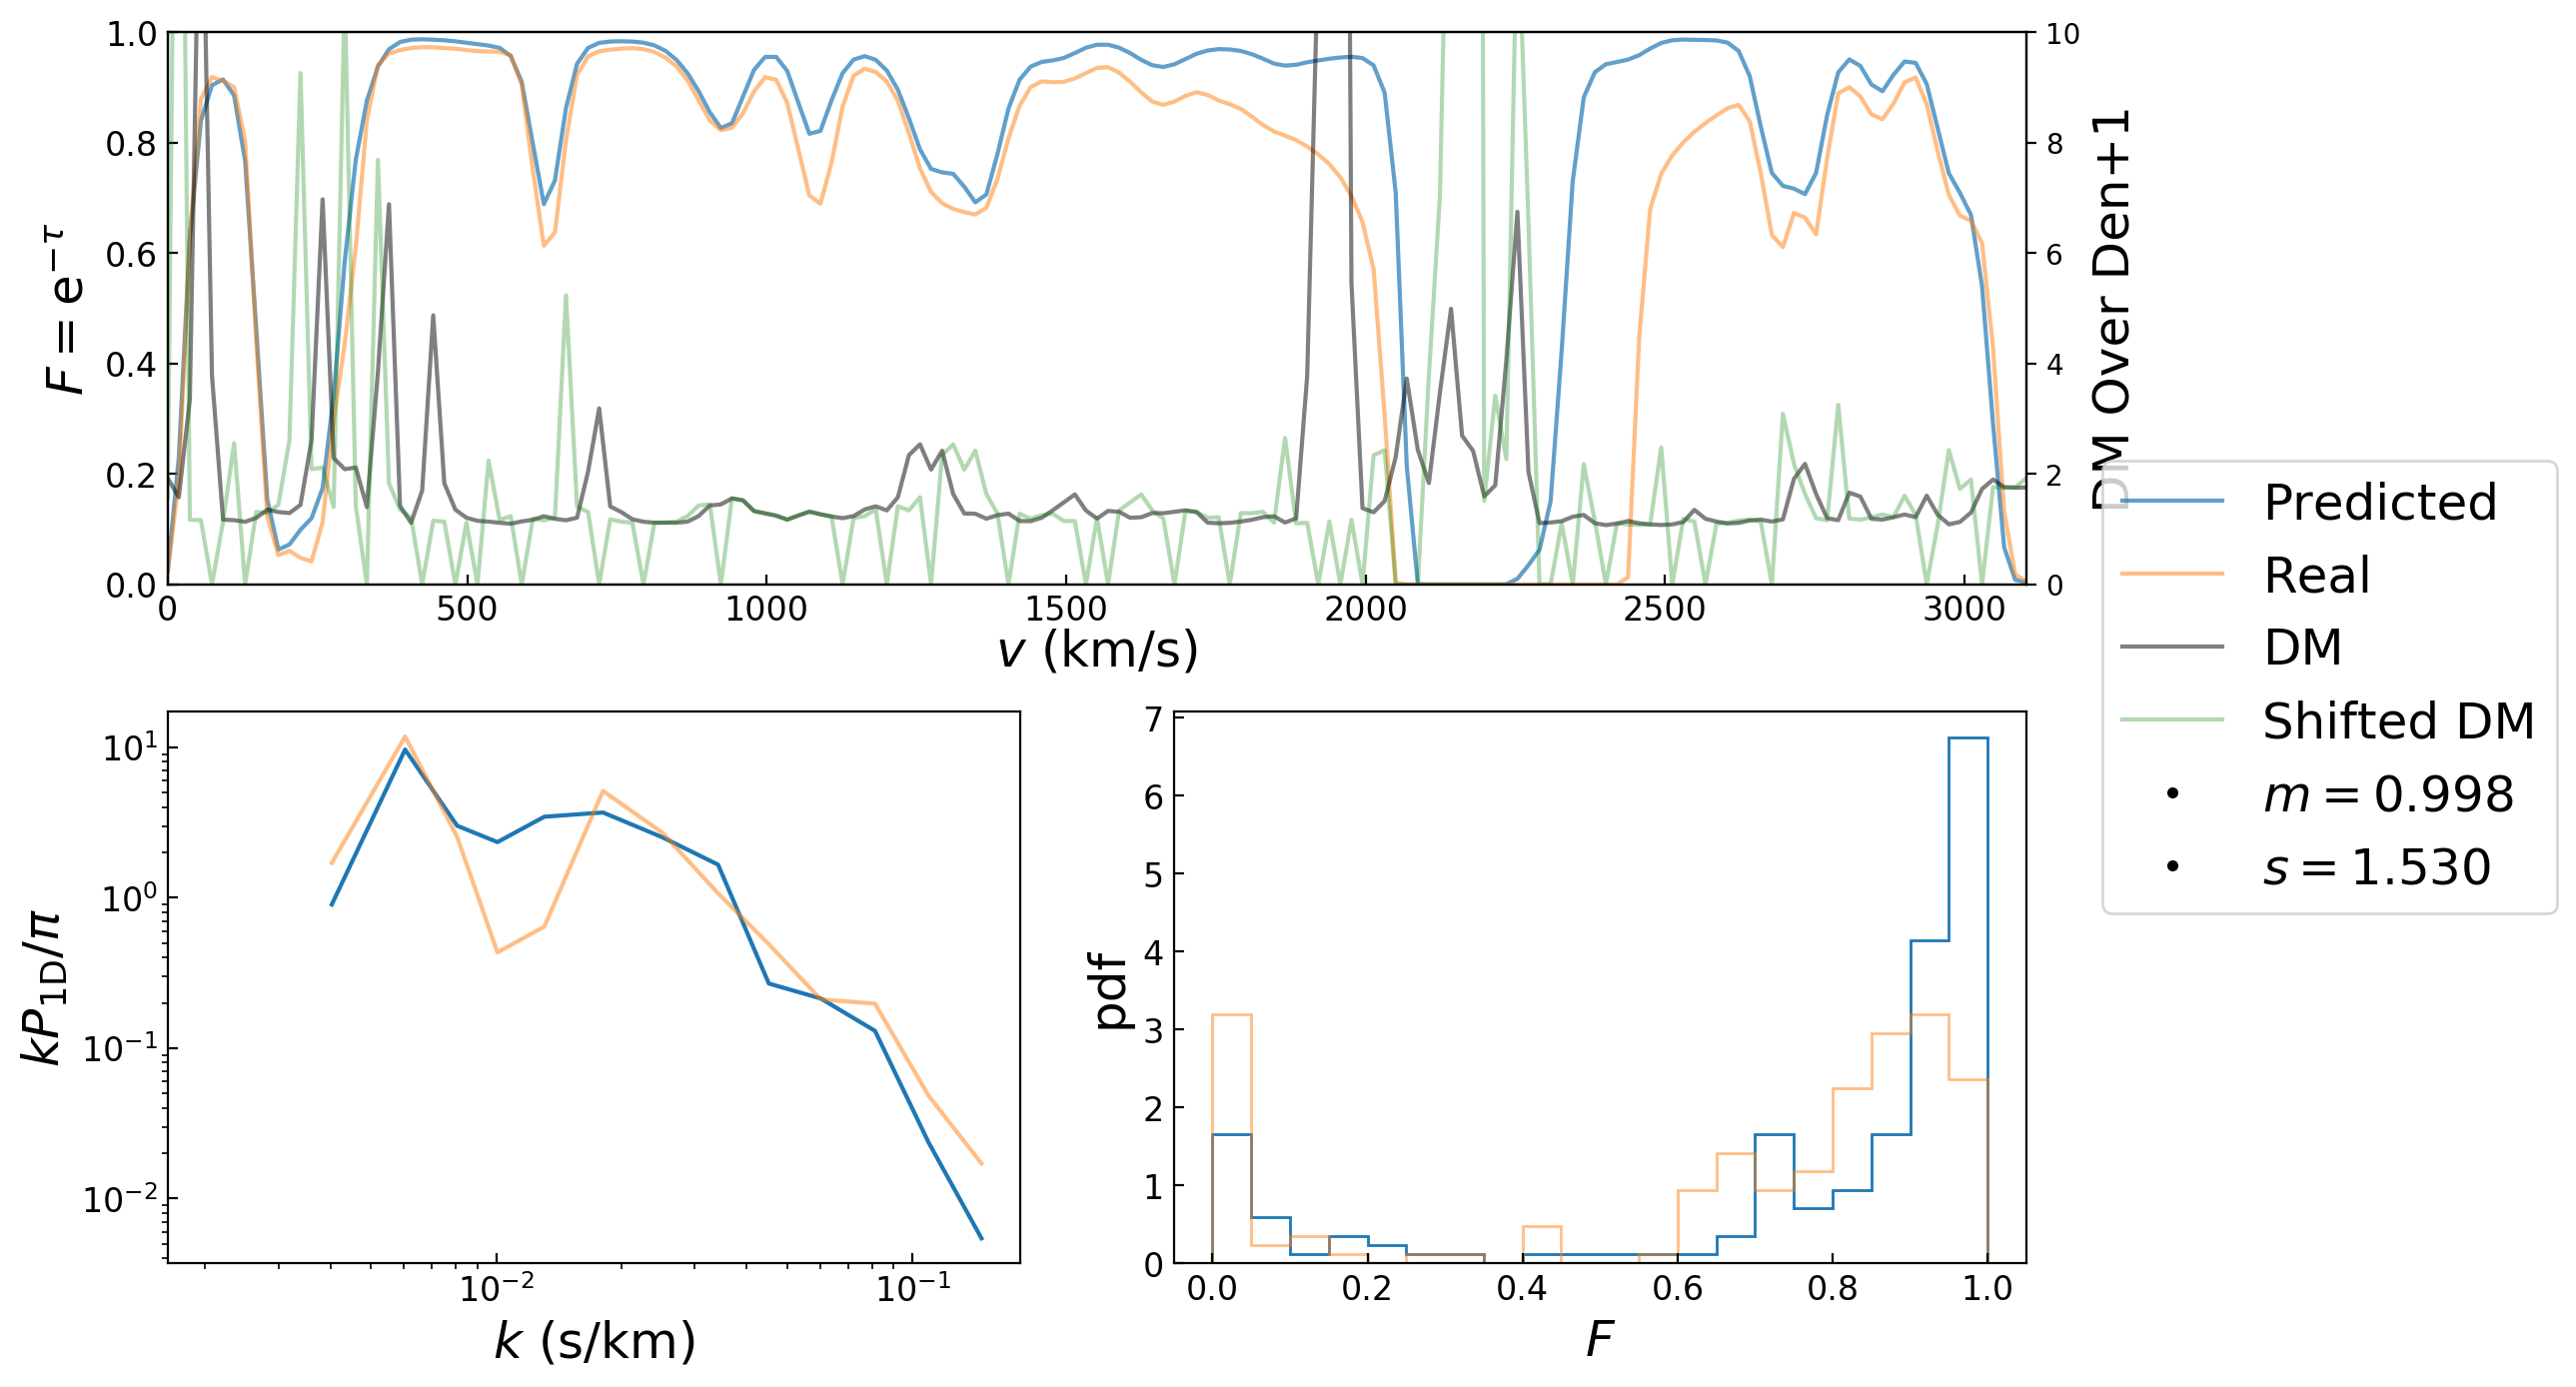 1.0
0.8
0.6
0.4
0.2
0.0
F = e^{−τ}
10
8
6
4
2
0
DM Over Den+1
0 500 1000 1500 2000 2500 3000
v (km/s)
Predicted
Real
DM
Shifted DM
m = 0.998
s = 1.530
10^1
10^0
10^{−1}
10^{−2}
kP_{1D}/π
10^{−2} 10^{−1}
k (s/km)
7
6
5
4
3
2
1
0
pdf
0.0 0.2 0.4 0.6 0.8 1.0
F